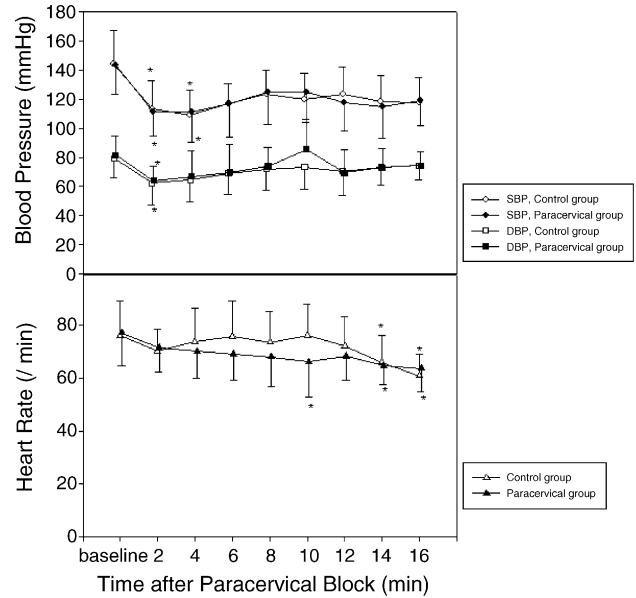 180
160
140
120
100
80
60
40
20
0
Blood Pressure (mmHg)
*
*
*
*
*
*
SBP, Control group
SBP, Paracervical group
DBP, Control group
DBP, Paracervical group
80
60
40
20
0
Heart Rate (/ min)
*
*
*
*
*
Control group
Paracervical group
baseline 2 4 6 8 10 12 14 16
Time after Paracervical Block (min)